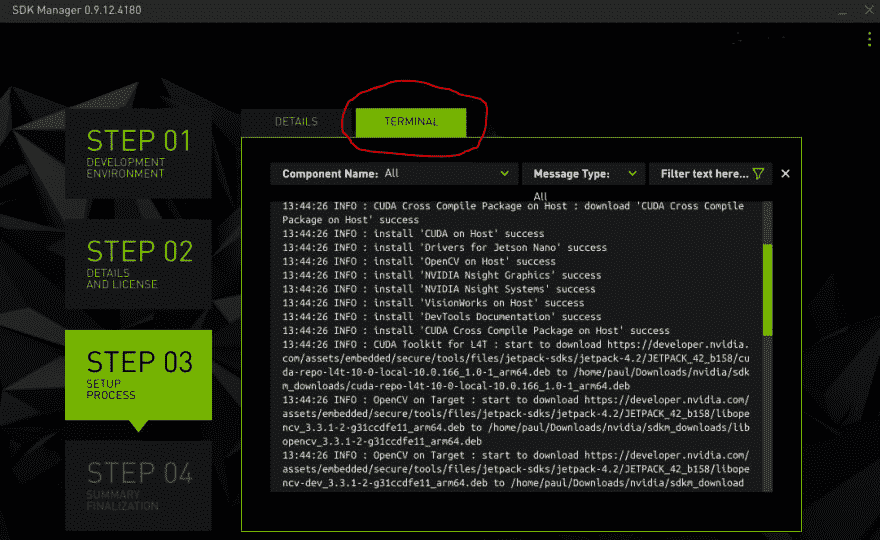 SDK Manager 0.9.12.4180
STEP 01
DEVELOPMENT
ENVIRONMENT
STEP 02
DETAILS
AND LICENSE
STEP 03
SETUP
PROCESS
STEP 04
SUMMARY
FINALIZATION
DETAILS
TERMINAL
Component Name: All
Message Type:
All
Filter text here...
13:44:26 INFO : CUDA Cross Compile Package on Host : download 'CUDA Cross Compile
Package on Host' success
13:44:26 INFO : install 'CUDA on Host' success
13:44:26 INFO : install 'Drivers for Jetson Nano' success
13:44:26 INFO : install 'OpenCV on Host' success
13:44:26 INFO : install 'NVIDIA Nsight Graphics' success
13:44:26 INFO : install 'NVIDIA Nsight Systems' success
13:44:26 INFO : install 'VisionWorks on Host' success
13:44:26 INFO : install 'DevTools Documentation' success
13:44:26 INFO : install 'CUDA Cross Compile Package on Host' success
13:44:26 INFO : CUDA Toolkit for L4T : start to download https://developer.nvidia.
com/assets/embedded/secure/tools/files/jetpack-sdks/jetpack-4.2/JETPACK_42_b158/cu
da-repo-l4t-10-0-local-10.0.166_1.0-1_arm64.deb to /home/paul/Downloads/nvidia/sdk
m_downloads/cuda-repo-l4t-10-0-local-10.0.166_1.0-1_arm64.deb
13:44:26 INFO : OpenCV on Target : start to download https://developer.nvidia.com/
assets/embedded/secure/tools/files/jetpack-sdks/jetpack-4.2/JETPACK_42_b158/libope
ncv_3.3.1-2-g31ccdfe11_arm64.deb to /home/paul/Downloads/nvidia/sdkm_downloads/lib
opencv_3.3.1-2-g31ccdfe11_arm64.deb
13:44:26 INFO : OpenCV on Target : start to download https://developer.nvidia.com/
assets/embedded/secure/tools/files/jetpack-sdks/jetpack-4.2/JETPACK_42_b158/libope
ncv-dev_3.3.1-2-g31ccdfe11_arm64.deb to /home/paul/Downloads/nvidia/sdkm_download